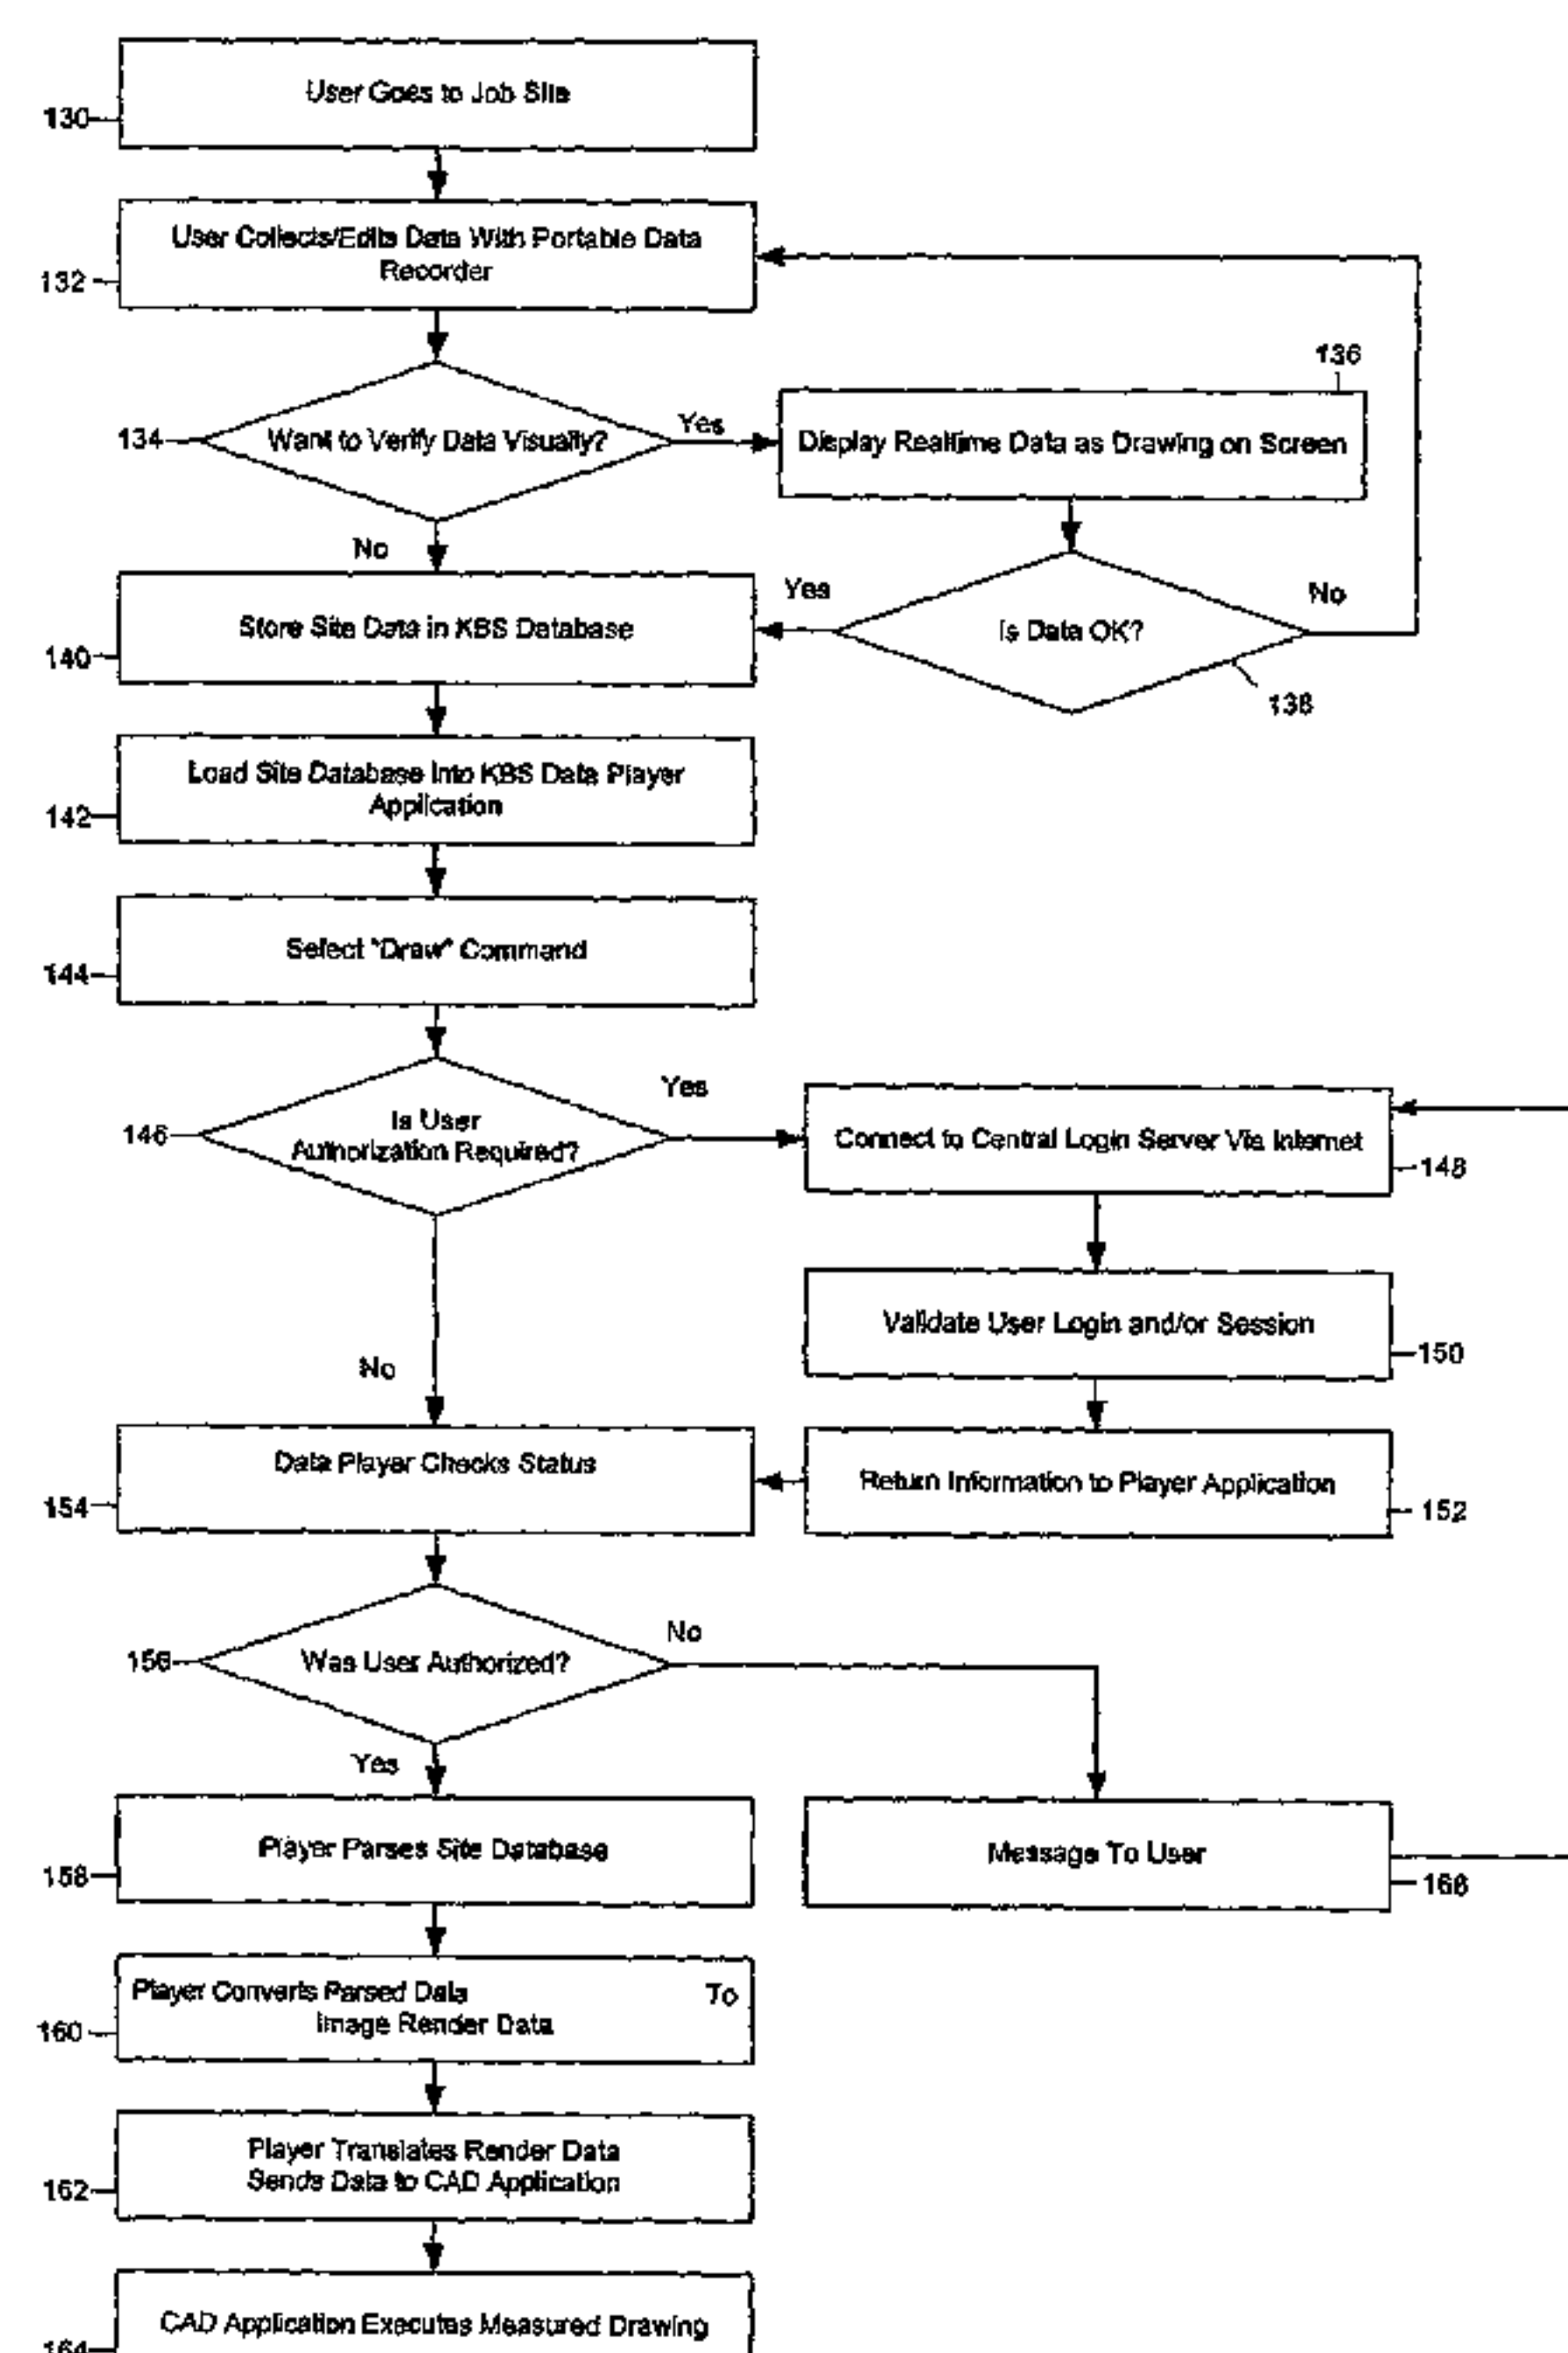 User Goes to Job Site
130
User Collects/Edits Data With Portable Data
Recorder
132
136
134
Want to Verify Data Visually?
Yes
Display Realtime Data as Drawing on Screen
No
Yes
No
Store Site Data in KBS Database
Is Data OK?
140
138
Load Site Database Into KBS Data Player
Application
142
Select "Draw" Command
144
Yes
146
Is User
Authorization Required?
Connect to Central Login Server Via Internet
148
Validate User Login and/or Session
150
No
Data Player Checks Status
Return Information to Player Application
154
152
No
156
Was User Authorized?
Yes
Player Parses Site Database
Message To User
158
166
Player Converts Parsed Data To
Image Render Data
160
Player Translates Render Data
Sends Data to CAD Application
162
CAD Application Executes Measured Drawing
164